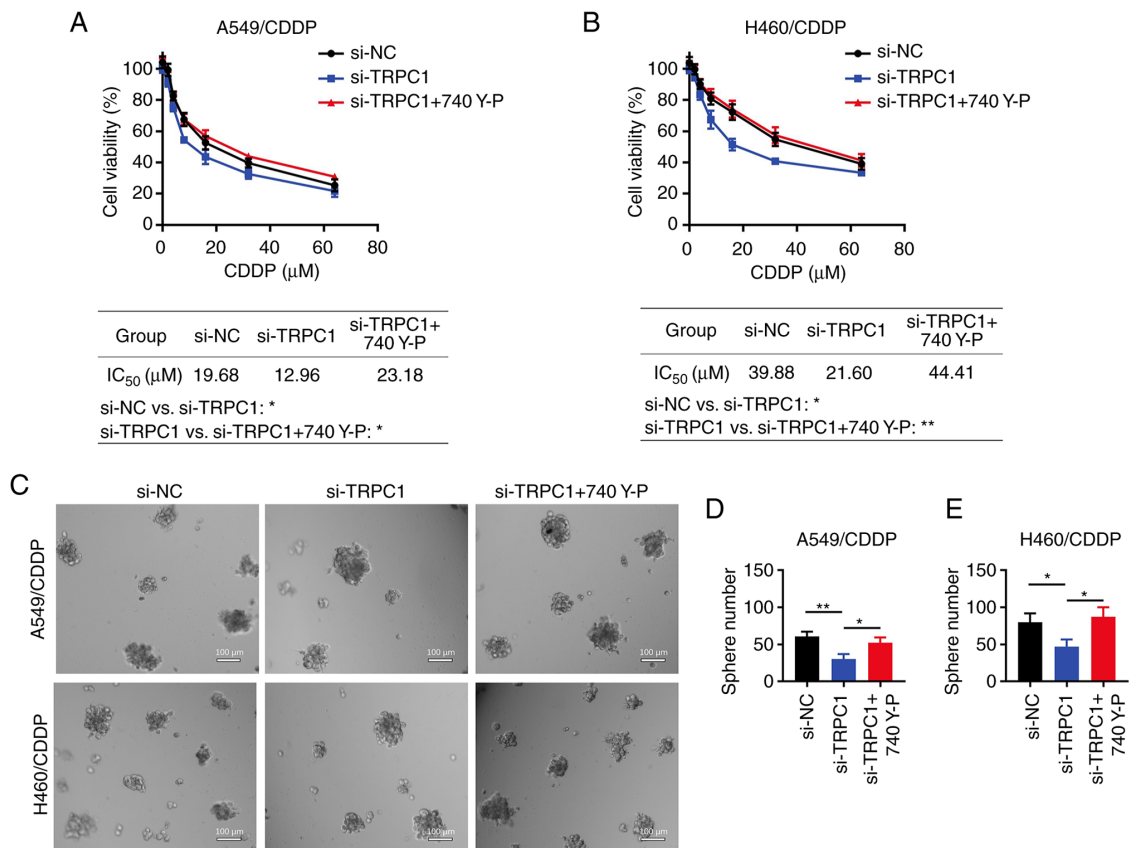 A
A549/CDDP
si-NC
si-TRPC1
si-TRPC1+740 Y-P
Cell viability (%)
100
80
60
40
20
0
0 20 40 60 80
CDDP (μM)
Group si-NC si-TRPC1 si-TRPC1+
740 Y-P
IC50 (μM) 19.68 12.96 23.18
si-NC vs. si-TRPC1: *
si-TRPC1 vs. si-TRPC1+740 Y-P: *
B
H460/CDDP
si-NC
si-TRPC1
si-TRPC1+740 Y-P
Cell viability (%)
100
80
60
40
20
0
0 20 40 60 80
CDDP (μM)
Group si-NC si-TRPC1 si-TRPC1+
740 Y-P
IC50 (μM) 39.88 21.60 44.41
si-NC vs. si-TRPC1: *
si-TRPC1 vs. si-TRPC1+740 Y-P: **
C
si-NC si-TRPC1 si-TRPC1+740 Y-P
A549/CDDP
100 μm 100 μm 100 μm
H460/CDDP
100 μm 100 μm 100 μm
D
A549/CDDP
Sphere number
150
100
50
0
** *
si-NC
si-TRPC1
si-TRPC1+
740 Y-P
E
H460/CDDP
Sphere number
150
100
50
0
* *
si-NC
si-TRPC1
si-TRPC1+
740 Y-P